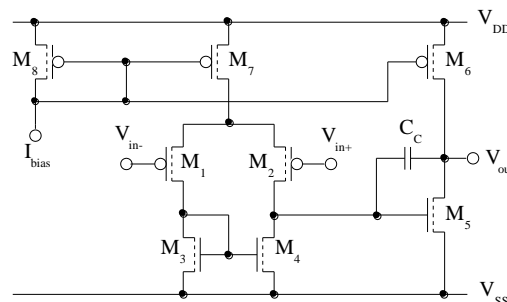 V_DD
M_8
M_7
M_6
V_in-
V_in+
C_C
I_bias
M_1
M_2
V_ou
M_5
M_3
M_4
V_SS